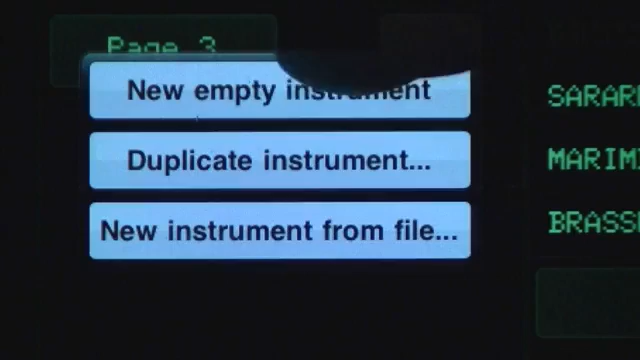 Page 3
New empty instrument
Duplicate instrument...
New instrument from file...